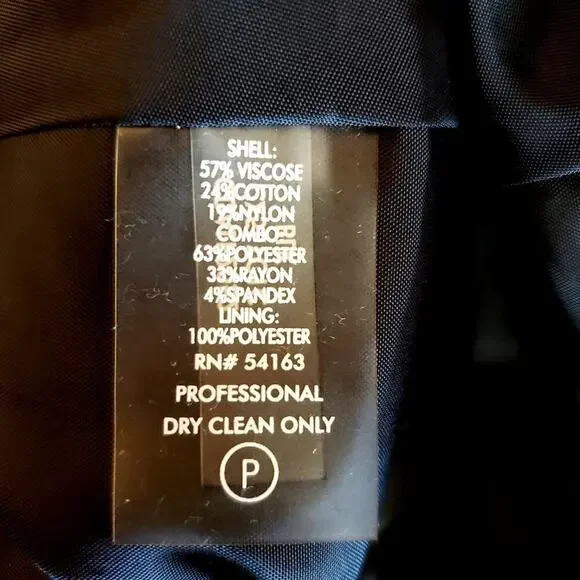 SHELL:
57% VISCOSE
24%COTTON
19%NYLON
COMBO
63%POLYESTER
33%RAYON
4%SPANDEX
LINING:
100%POLYESTER
RN# 54163
PROFESSIONAL
DRY CLEAN ONLY
P